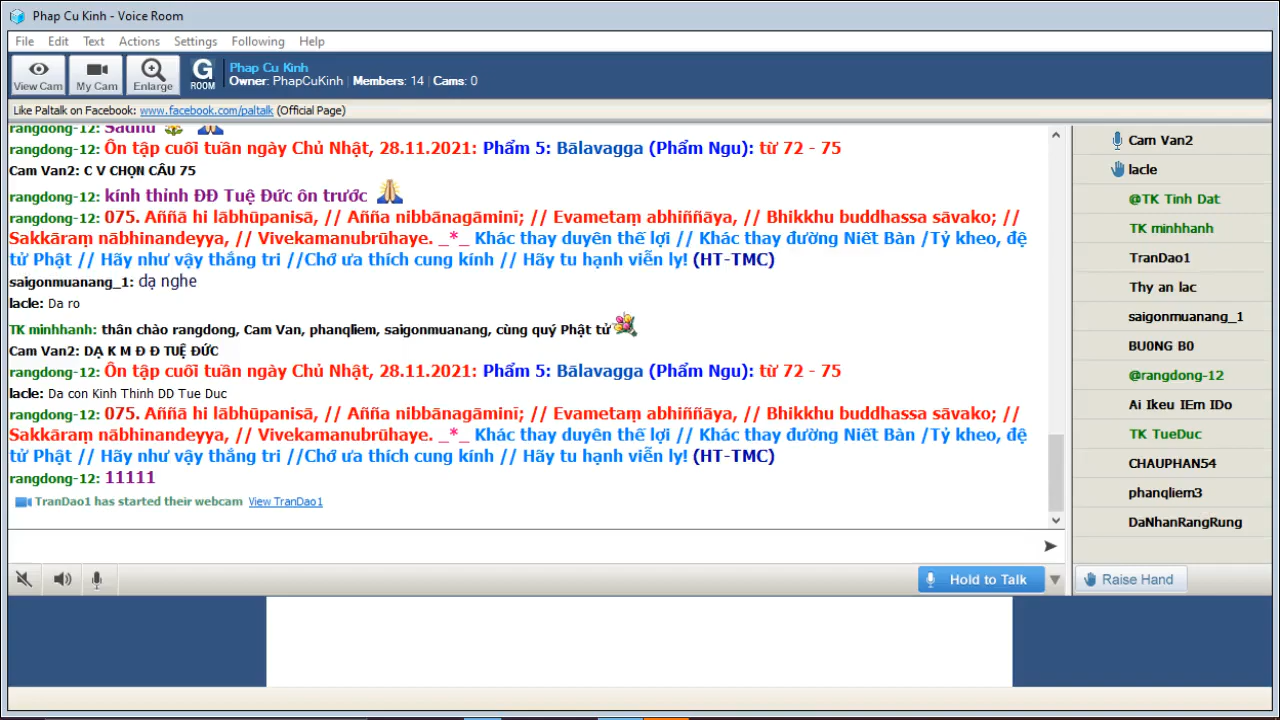 Phap Cu Kinh - Voice Room
File Edit Text Actions Settings Following Help
View Cam My Cam Enlarge G ROOM
Phap Cu Kinh
Owner: PhapCuKinh Members: 14 Cams: 0
Like Paltalk on Facebook: www.facebook.com/paltalk (Official Page)
rangdong-12: Sadhu
rangdong-12: Ôn tập cuối tuần ngày Chủ Nhật, 28.11.2021: Phẩm 5: Bālavagga (Phẩm Ngu): từ 72 - 75
Cam Van2: C V CHỌN CÂU 75
rangdong-12: kính thỉnh ĐĐ Tuệ Đức ôn trước
rangdong-12: 075. Aññā hi lābhūpanisā, // Añña nibbānagāminī; // Evametaṃ abhiññāya, // Bhikkhu buddhassa sāvako; //
Sakkāraṃ nābhinandeyya, // Vivekamanubrūhaye. _*_ Khác thay duyên thế lợi // Khác thay đường Niết Bàn /Tỷ kheo, đệ
tử Phật // Hãy như vậy thắng tri //Chớ ưa thích cung kính // Hãy tu hạnh viễn ly! (HT-TMC)
saigonmuanang_1: dạ nghe
lacle: Da ro
TK minhhanh: thân chào rangdong, Cam Van, phanqliem, saigonmuanang, cùng quý Phật tử
Cam Van2: DẠ K M Đ Đ TUỆ ĐỨC
rangdong-12: Ôn tập cuối tuần ngày Chủ Nhật, 28.11.2021: Phẩm 5: Bālavagga (Phẩm Ngu): từ 72 - 75
lacle: Da con Kinh Thinh DD Tue Duc
rangdong-12: 075. Aññā hi lābhūpanisā, // Añña nibbānagāminī; // Evametaṃ abhiññāya, // Bhikkhu buddhassa sāvako; //
Sakkāraṃ nābhinandeyya, // Vivekamanubrūhaye. _*_ Khác thay duyên thế lợi // Khác thay đường Niết Bàn /Tỷ kheo, đệ
tử Phật // Hãy như vậy thắng tri //Chớ ưa thích cung kính // Hãy tu hạnh viễn ly! (HT-TMC)
rangdong-12: 11111
TranDao1 has started their webcam View TranDao1
Hold to Talk
Cam Van2
lacle
@TK Tinh Dat
TK minhhanh
TranDao1
Thy an lac
saigonmuanang_1
BU0NG B0
@rangdong-12
Ai Ikeu IEm IDo
TK TueDuc
CHAUPHAN54
phanqliem3
DaNhanRangRung
Raise Hand